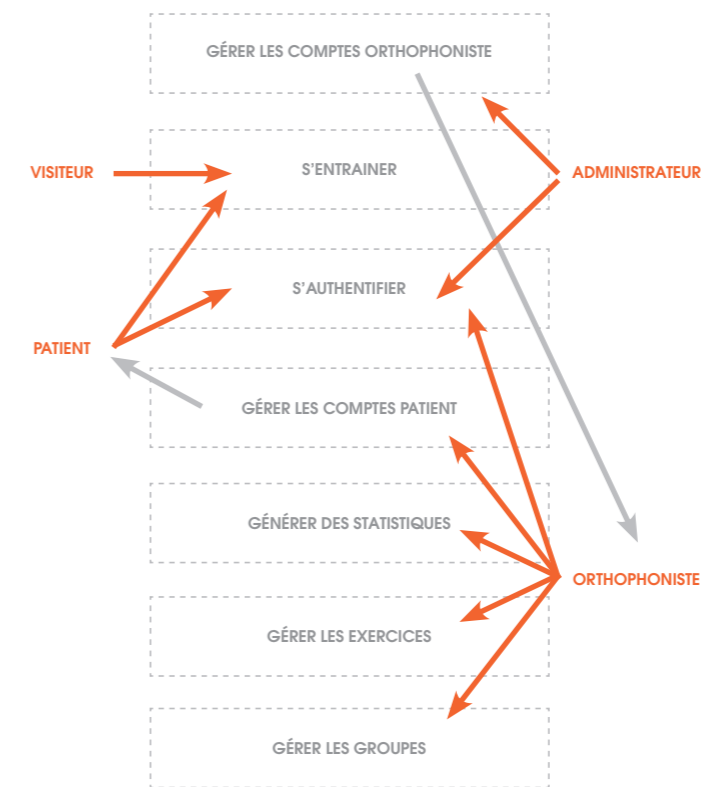 GÉRER LES COMPTES ORTHOPHONISTE
VISITEUR
S'ENTRAINER
ADMINISTRATEUR
S'AUTHENTIFIER
PATIENT
GÉRER LES COMPTES PATIENT
GÉNÉRER DES STATISTIQUES
ORTHOPHONISTE
GÉRER LES EXERCICES
GÉRER LES GROUPES